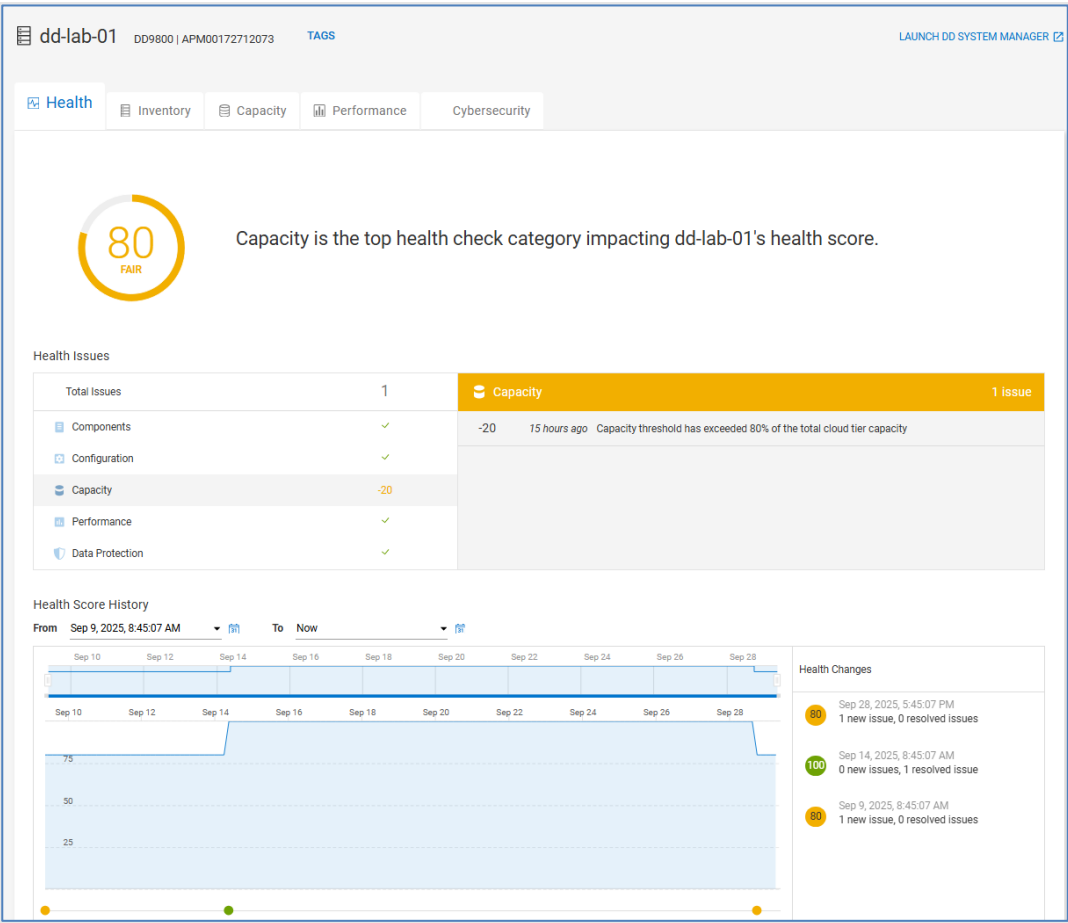 dd-lab-01 DD9800 | APM00172712073 TAGS LAUNCH DD SYSTEM MANAGER
Health Inventory Capacity Performance Cybersecurity
80
FAIR
Capacity is the top health check category impacting dd-lab-01's health score.
Health Issues
Total Issues 1
Components
Configuration
Capacity -20
Performance
Data Protection
Capacity 1 issue
-20 15 hours ago Capacity threshold has exceeded 80% of the total cloud tier capacity
Health Score History
From Sep 9, 2025, 8:45:07 AM To Now
Sep 10 Sep 12 Sep 14 Sep 16 Sep 18 Sep 20 Sep 22 Sep 24 Sep 26 Sep 28
Sep 10 Sep 12 Sep 14 Sep 16 Sep 18 Sep 20 Sep 22 Sep 24 Sep 26 Sep 28
75
50
25
Health Changes
80 Sep 28, 2025, 5:45:07 PM
1 new issue, 0 resolved issues
100 Sep 14, 2025, 8:45:07 AM
0 new issues, 1 resolved issue
80 Sep 9, 2025, 8:45:07 AM
1 new issue, 0 resolved issues